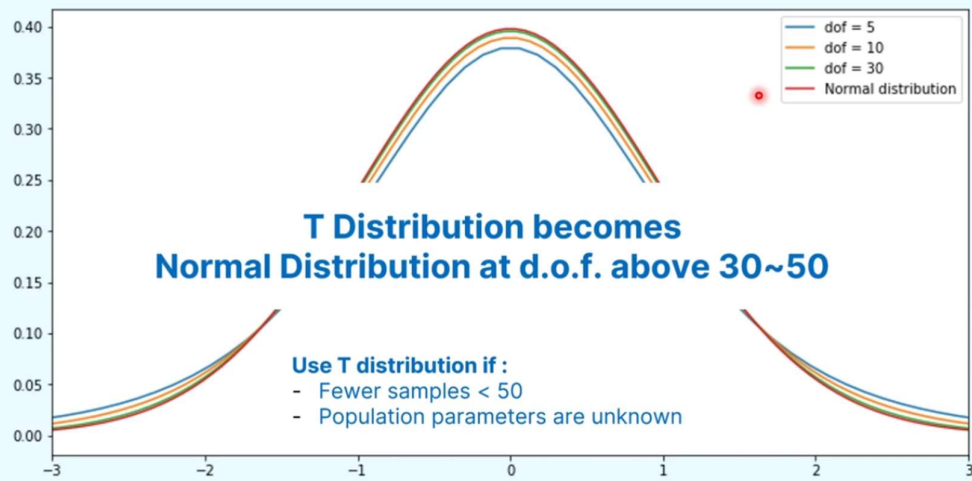 0.40
0.35
0.30
0.25
0.20
0.15
0.10
0.05
0.00
−3
−2
−1
0
1
2
3
dof = 5
dof = 10
dof = 30
Normal distribution
T Distribution becomes
Normal Distribution at d.o.f. above 30~50
Use T distribution if :
- Fewer samples < 50
- Population parameters are unknown